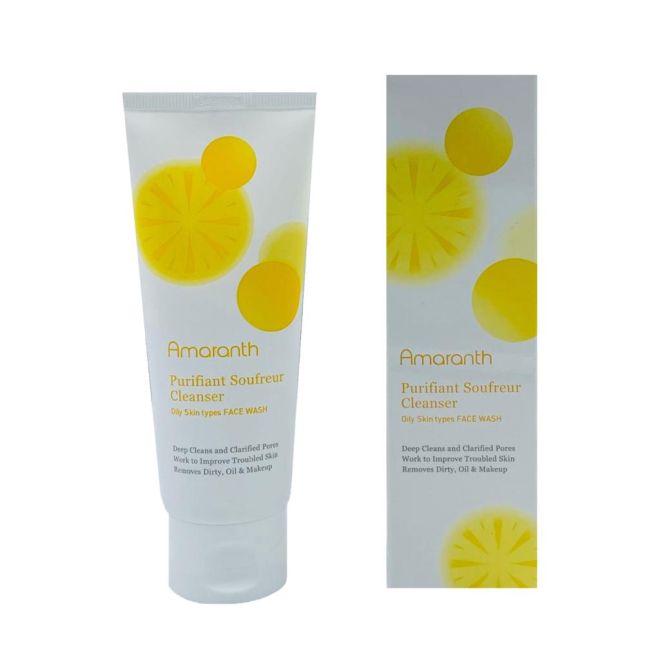 Amaranth
Purifiant Soufreur
Cleanser
Oily Skin types FACE WASH
Deep Cleans and Clarified Pores
Work to Improve Troubled Skin
Removes Dirty, Oil & Makeup
Amaranth
Purifiant Soufreur
Cleanser
Oily Skin types FACE WASH
Deep Cleans and Clarified Pores
Work to Improve Troubled Skin
Removes Dirty, Oil & Makeup